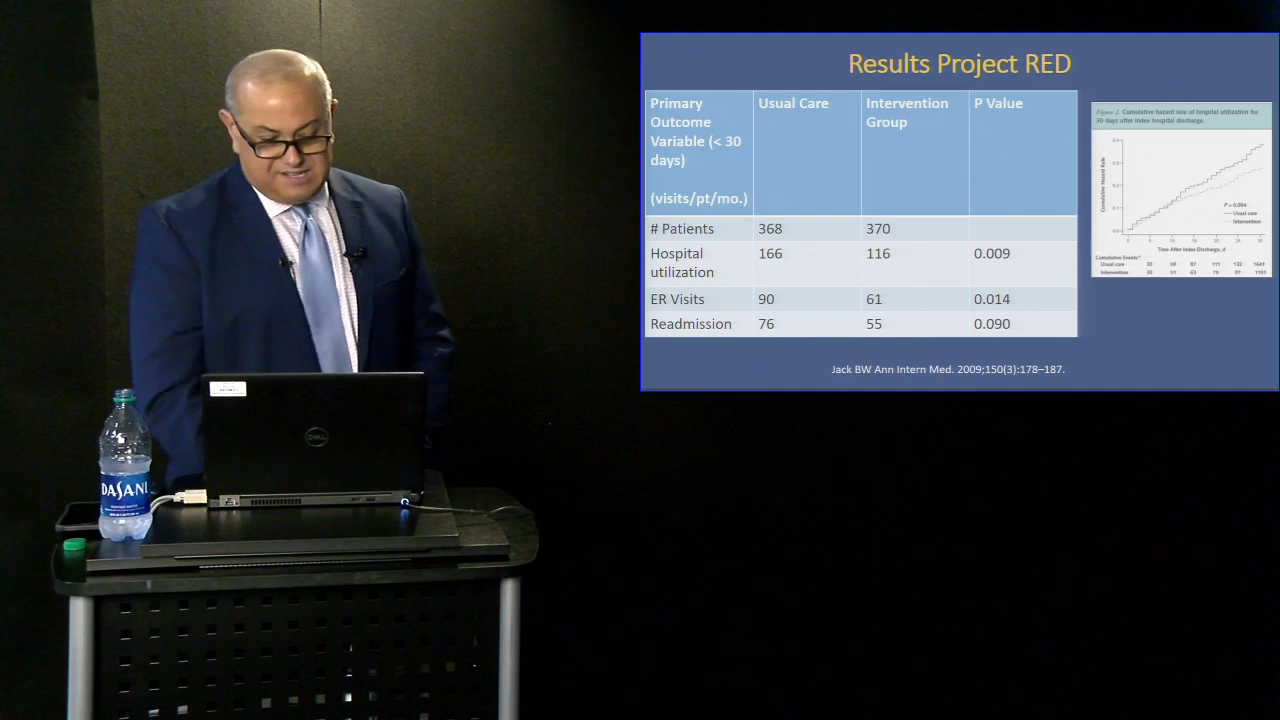 Results Project RED
Primary
Outcome
Variable (< 30
days)
(visits/pt/mo.)
Usual Care
Intervention
Group
P Value
# Patients
368
370
Hospital
utilization
166
116
0.009
ER Visits
90
61
0.014
Readmission
76
55
0.090
Jack BW Ann Intern Med. 2009;150(3):178–187.
Figure 2. Cumulative hazard rate of hospital utilization for
30 days after index hospital discharge.
Cumulative Hazard Rate
P = 0.004
Usual care
Intervention
Time After Index Discharge, d
Cumulative Events*
Usual care
Intervention
DELL
DASANI